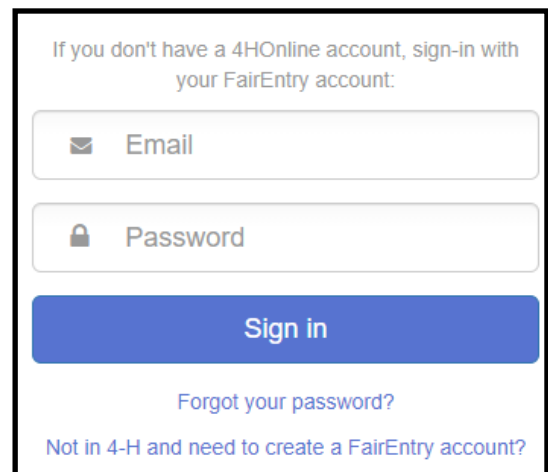 If you don't have a 4HOnline account, sign-in with
your FairEntry account:
Email
Password
Sign in
Forgot your password?
Not in 4-H and need to create a FairEntry account?